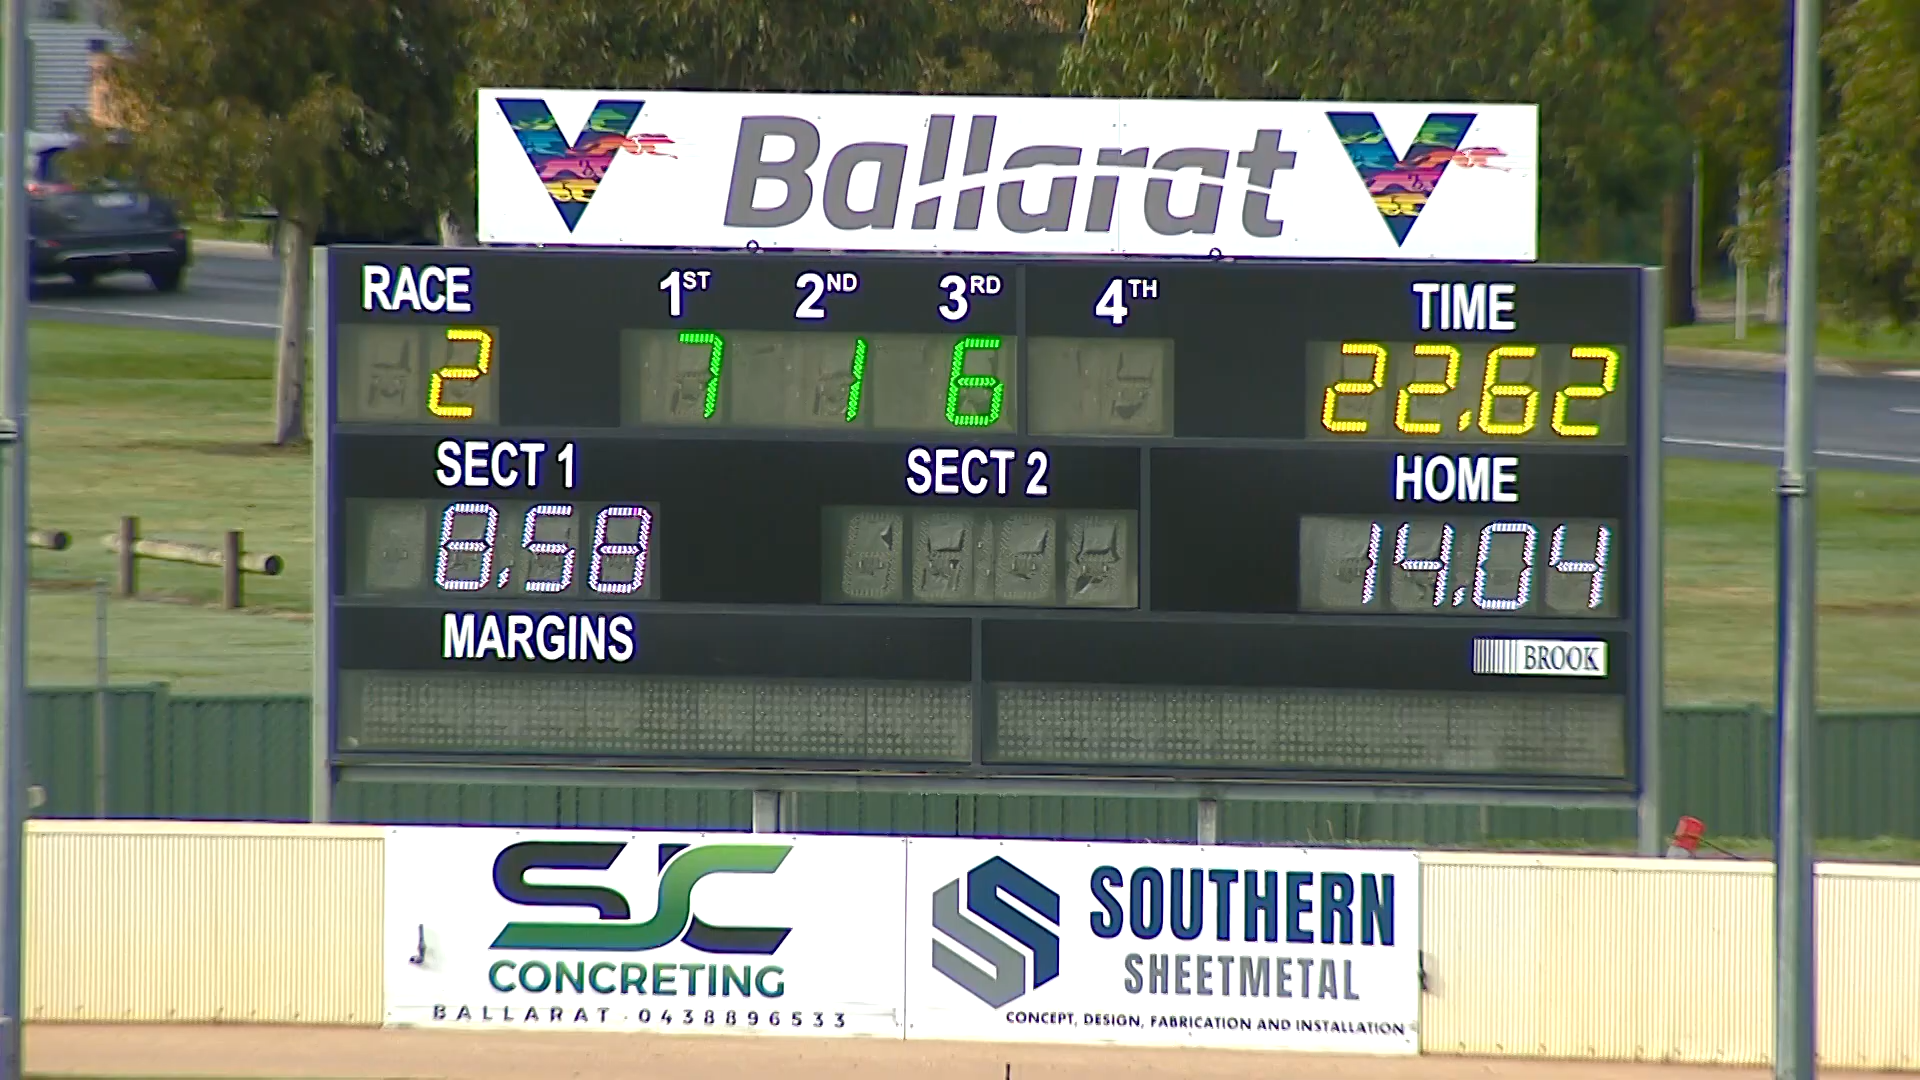 Ballarat
RACE 1ST 2ND 3RD 4TH TIME
2 7 1 6 22.62
SECT 1 SECT 2 HOME
8.58 14.04
MARGINS
BROOK
SJC
CONCRETING
BALLARAT · 0438896533
SOUTHERN
SHEETMETAL
CONCEPT, DESIGN, FABRICATION AND INSTALLATION